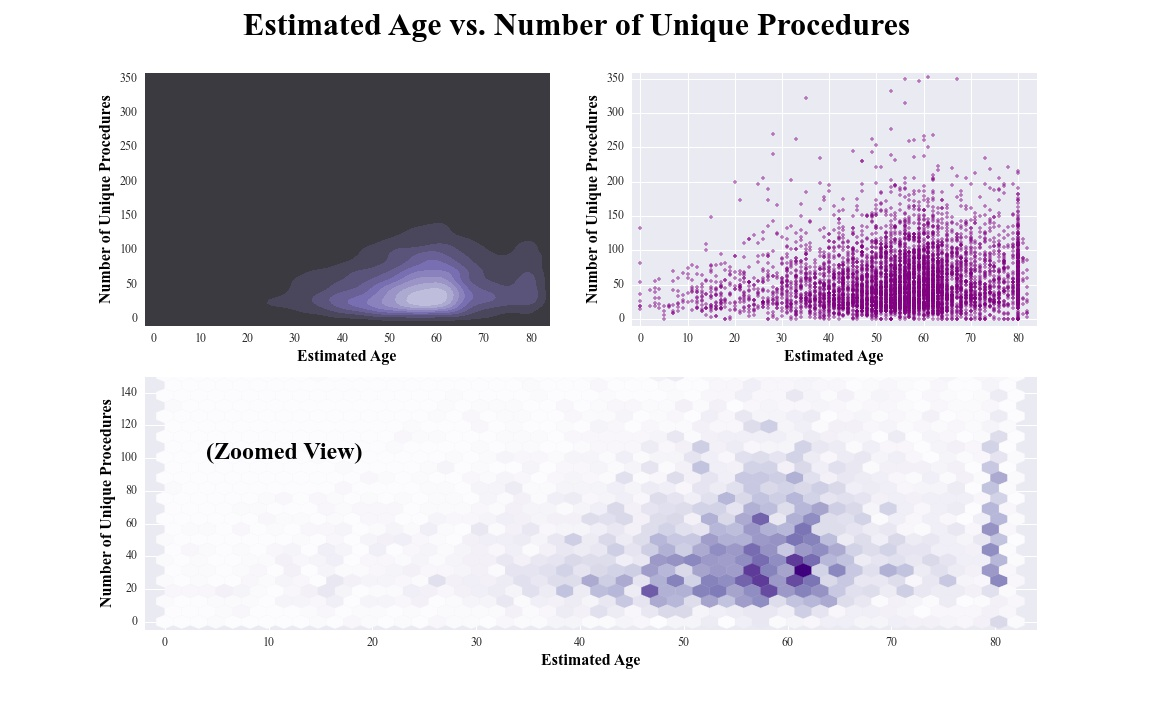 Estimated Age vs. Number of Unique Procedures
350
300
250
200
150
100
50
0
Number of Unique Procedures
0 10 20 30 40 50 60 70 80
Estimated Age
350
300
250
200
150
100
50
0
Number of Unique Procedures
0 10 20 30 40 50 60 70 80
Estimated Age
140
120
100
80
60
40
20
0
Number of Unique Procedures
(Zoomed View)
0 10 20 30 40 50 60 70 80
Estimated Age